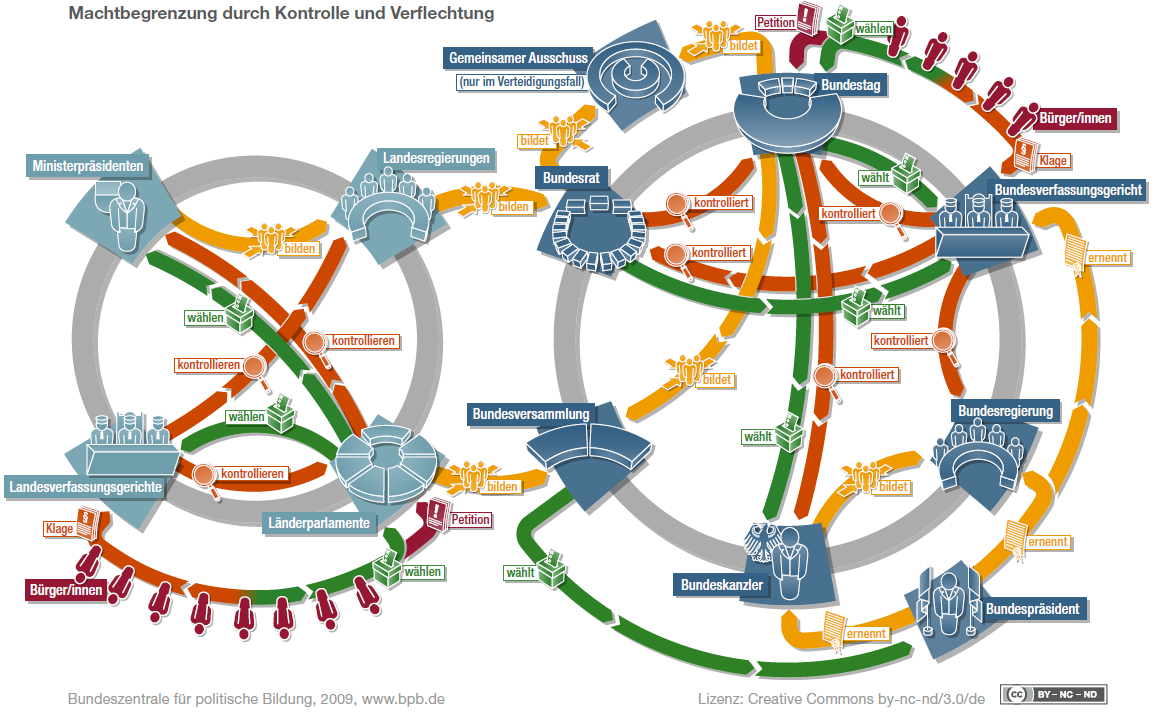 Machtbegrenzung durch Kontrolle und Verflechtung
Petition
wählen
bildet
Gemeinsamer Ausschuss
(nur im Verteidigungsfall)
Bundestag
Bürger/innen
bildet
Klage
Ministerpräsidenten
Landesregierungen
Bundesrat
wählt
Bundesverfassungsgericht
bilden
kontrolliert
kontrolliert
bilden
kontrolliert
ernennt
wählen
wählt
kontrollieren
kontrolliert
kontrollieren
kontrolliert
bildet
wählen
Bundesversammlung
Bundesregierung
wählt
kontrollieren
Landesverfassungsgerichte
bilden
bildet
Klage
Länderparlamente
Petition
ernennt
wählt
wählen
Bürger/innen
Bundeskanzler
Bundespräsident
ernennt
Bundeszentrale für politische Bildung, 2009, www.bpb.de
Lizenz: Creative Commons by-nc-nd/3.0/de
cc BY - NC - ND